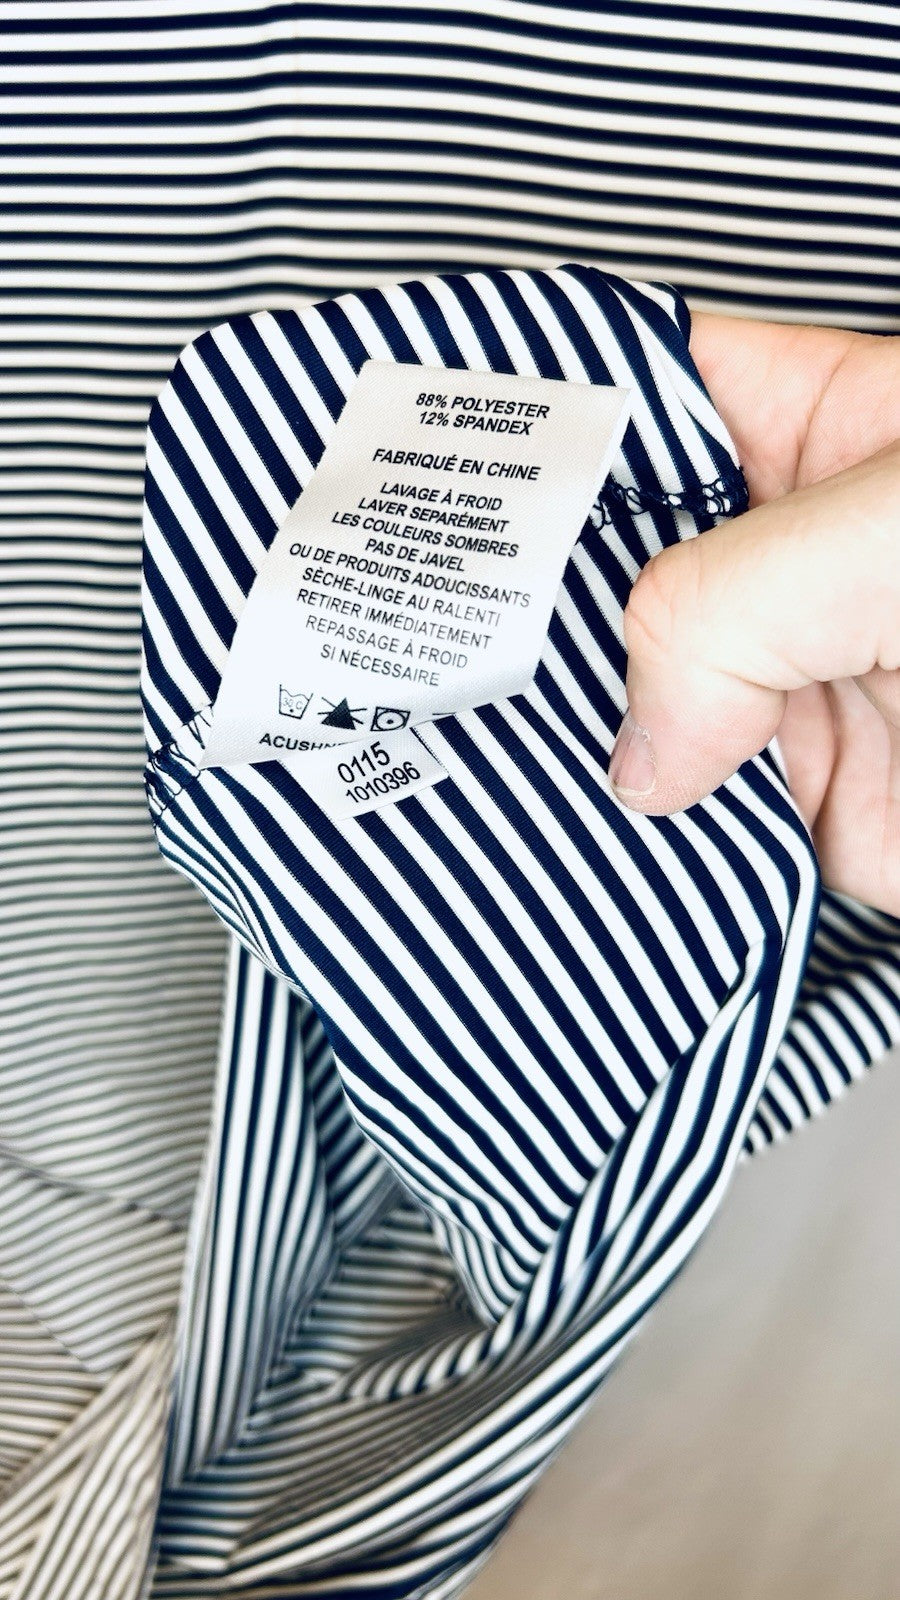 88% POLYESTER
12% SPANDEX
FABRIQUÉ EN CHINE
LAVAGE À FROID
LAVER SEPARÉMENT
LES COULEURS SOMBRES
PAS DE JAVEL
OU DE PRODUITS ADOUCISSANTS
SÈCHE-LINGE AU RALENTI
RETIRER IMMÉDIATEMENT
REPASSAGE À FROID
SI NÉCESSAIRE
0115
1010396